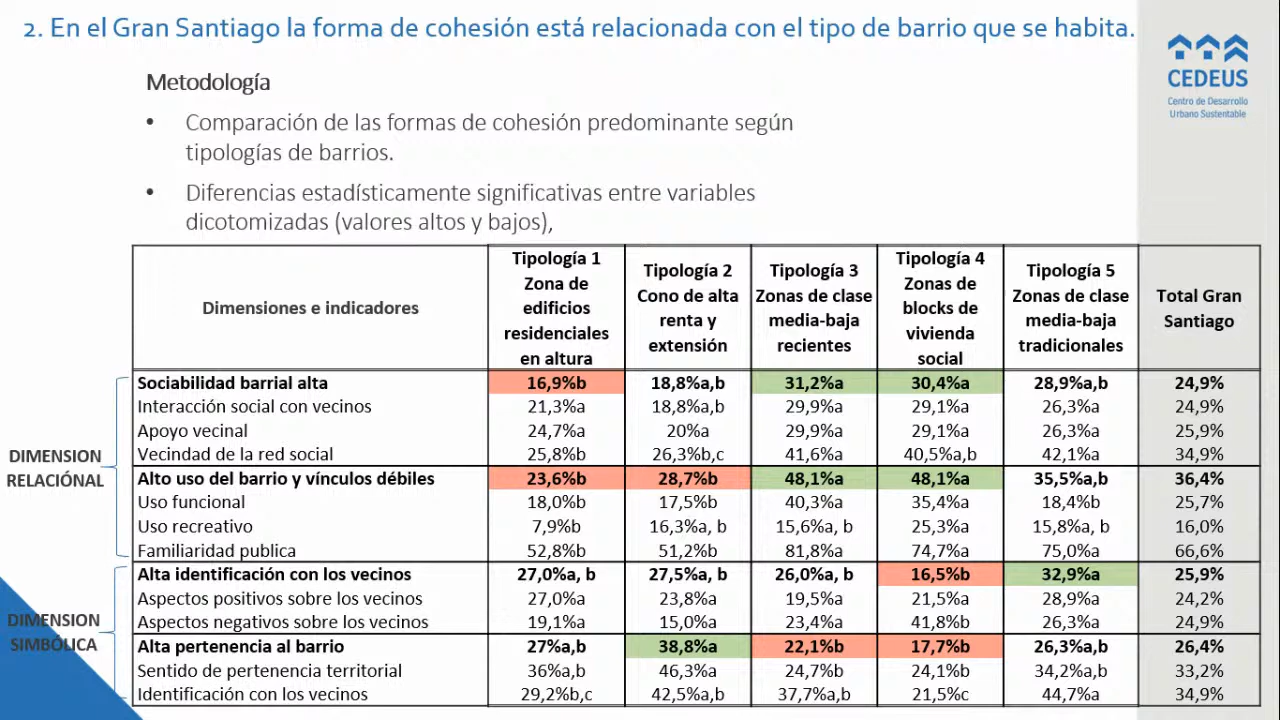 2. En el Gran Santiago la forma de cohesión está relacionada con el tipo de barrio que se habita.
CEDEUS
Centro de Desarrollo
Urbano Sustentable
Metodología
• Comparación de las formas de cohesión predominante según
tipologías de barrios.
• Diferencias estadísticamente significativas entre variables
dicotomizadas (valores altos y bajos),
Dimensiones e indicadores
Tipología 1
Zona de
edificios
residenciales
en altura
Tipología 2
Cono de alta
renta y
extensión
Tipología 3
Zonas de clase
media-baja
recientes
Tipología 4
Zonas de
blocks de
vivienda
social
Tipología 5
Zonas de clase
media-baja
tradicionales
Total Gran
Santiago
DIMENSION
RELACIÓNAL
Sociabilidad barrial alta 16,9%b 18,8%a,b 31,2%a 30,4%a 28,9%a,b 24,9%
Interacción social con vecinos 21,3%a 18,8%a,b 29,9%a 29,1%a 26,3%a 24,9%
Apoyo vecinal 24,7%a 20%a 29,9%a 29,1%a 26,3%a 25,9%
Vecindad de la red social 25,8%b 26,3%b,c 41,6%a 40,5%a,b 42,1%a 34,9%
Alto uso del barrio y vínculos débiles 23,6%b 28,7%b 48,1%a 48,1%a 35,5%a,b 36,4%
Uso funcional 18,0%b 17,5%b 40,3%a 35,4%a 18,4%b 25,7%
Uso recreativo 7,9%b 16,3%a, b 15,6%a, b 25,3%a 15,8%a, b 16,0%
Familiaridad publica 52,8%b 51,2%b 81,8%a 74,7%a 75,0%a 66,6%
DIMENSION
SIMBÓLICA
Alta identificación con los vecinos 27,0%a, b 27,5%a, b 26,0%a, b 16,5%b 32,9%a 25,9%
Aspectos positivos sobre los vecinos 27,0%a 23,8%a 19,5%a 21,5%a 28,9%a 24,2%
Aspectos negativos sobre los vecinos 19,1%a 15,0%a 23,4%a 41,8%b 26,3%a 24,9%
Alta pertenencia al barrio 27%a,b 38,8%a 22,1%b 17,7%b 26,3%a,b 26,4%
Sentido de pertenencia territorial 36%a,b 46,3%a 24,7%b 24,1%b 34,2%a,b 33,2%
Identificación con los vecinos 29,2%b,c 42,5%a,b 37,7%a,b 21,5%c 44,7%a 34,9%